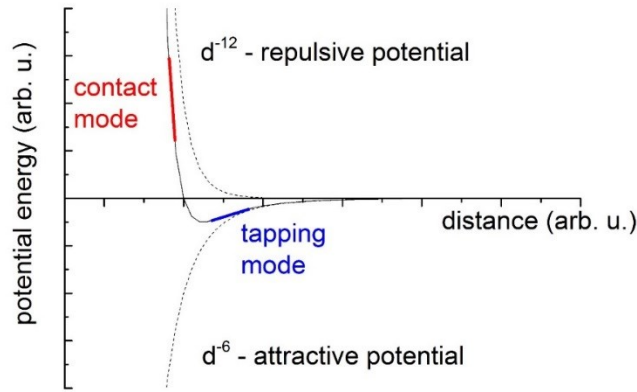 d⁻¹² - repulsive potential
contact
mode
potential energy (arb. u.)
distance (arb. u.)
tapping
mode
d⁻⁶ - attractive potential